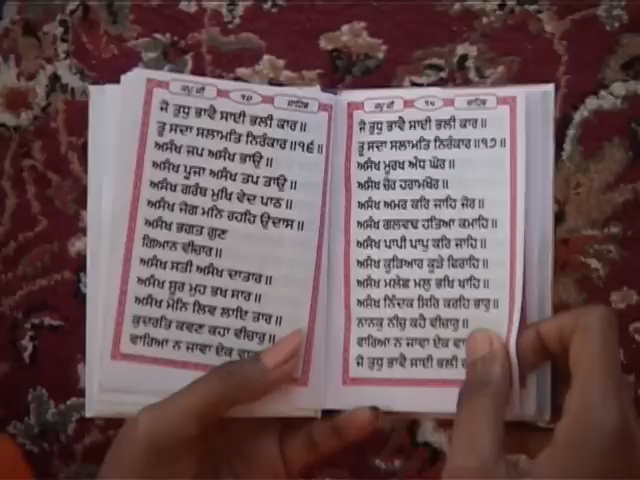 ਜਪੁ ਜੀ ੧੦ ਸਾਹਿਬ
ਜੋ ਤੁਧੁ ਭਾਵੈ ਸਾਈ ਭਲੀ ਕਾਰ॥
ਤੂ ਸਦਾ ਸਲਾਮਤਿ ਨਿਰੰਕਾਰ॥੧੬॥
ਅਸੰਖ ਜਪ ਅਸੰਖ ਭਾਉ॥
ਅਸੰਖ ਪੂਜਾ ਅਸੰਖ ਤਪ ਤਾਉ॥
ਅਸੰਖ ਗਰੰਥ ਮੁਖਿ ਵੇਦ ਪਾਠ॥
ਅਸੰਖ ਜੋਗ ਮਨਿ ਰਹਹਿ ਉਦਾਸ॥
ਅਸੰਖ ਭਗਤ ਗੁਣ
ਗਿਆਨ ਵੀਚਾਰ॥
ਅਸੰਖ ਸਤੀ ਅਸੰਖ ਦਾਤਾਰ॥
ਅਸੰਖ ਸੂਰ ਮੁਹ ਭਖ ਸਾਰ॥
ਅਸੰਖ ਮੋਨਿ ਲਿਵ ਲਾਇ ਤਾਰ॥
ਕੁਦਰਤਿ ਕਵਣ ਕਹਾ ਵੀਚਾਰੁ॥
ਵਾਰਿਆ ਨ ਜਾਵਾ ਏਕ
ਜਪੁ ਜੀ ੧੧ ਸਾਹਿਬ
ਜੋ ਤੁਧੁ ਭਾਵੈ ਸਾਈ ਭਲੀ ਕਾਰ॥
ਤੂ ਸਦਾ ਸਲਾਮਤਿ ਨਿਰੰਕਾਰ॥੧੭॥
ਅਸੰਖ ਮੂਰਖ ਅੰਧ ਘੋਰ॥
ਅਸੰਖ ਚੋਰ ਹਰਾਮਖੋਰ॥
ਅਸੰਖ ਅਮਰ ਕਰਿ ਜਾਹਿ ਜੋਰ॥
ਅਸੰਖ ਗਲਵਢ ਹਤਿਆ ਕਮਾਹਿ॥
ਅਸੰਖ ਪਾਪੀ ਪਾਪੁ ਕਰਿ ਜਾਹਿ॥
ਅਸੰਖ ਕੂੜਿਆਰ ਕੂੜੇ ਫਿਰਾਹਿ॥
ਅਸੰਖ ਮਲੇਛ ਮਲੁ ਭਖਿ ਖਾਹਿ॥
ਅਸੰਖ ਨਿੰਦਕ ਸਿਰਿ ਕਰਹਿ ਭਾਰੁ॥
ਨਾਨਕੁ ਨੀਚੁ ਕਹੈ ਵੀਚਾਰੁ॥
ਵਾਰਿਆ ਨ ਜਾਵਾ ਏਕ
ਜੋ ਤੁਧੁ ਭਾਵੈ ਸਾਈ ਭਲੀ